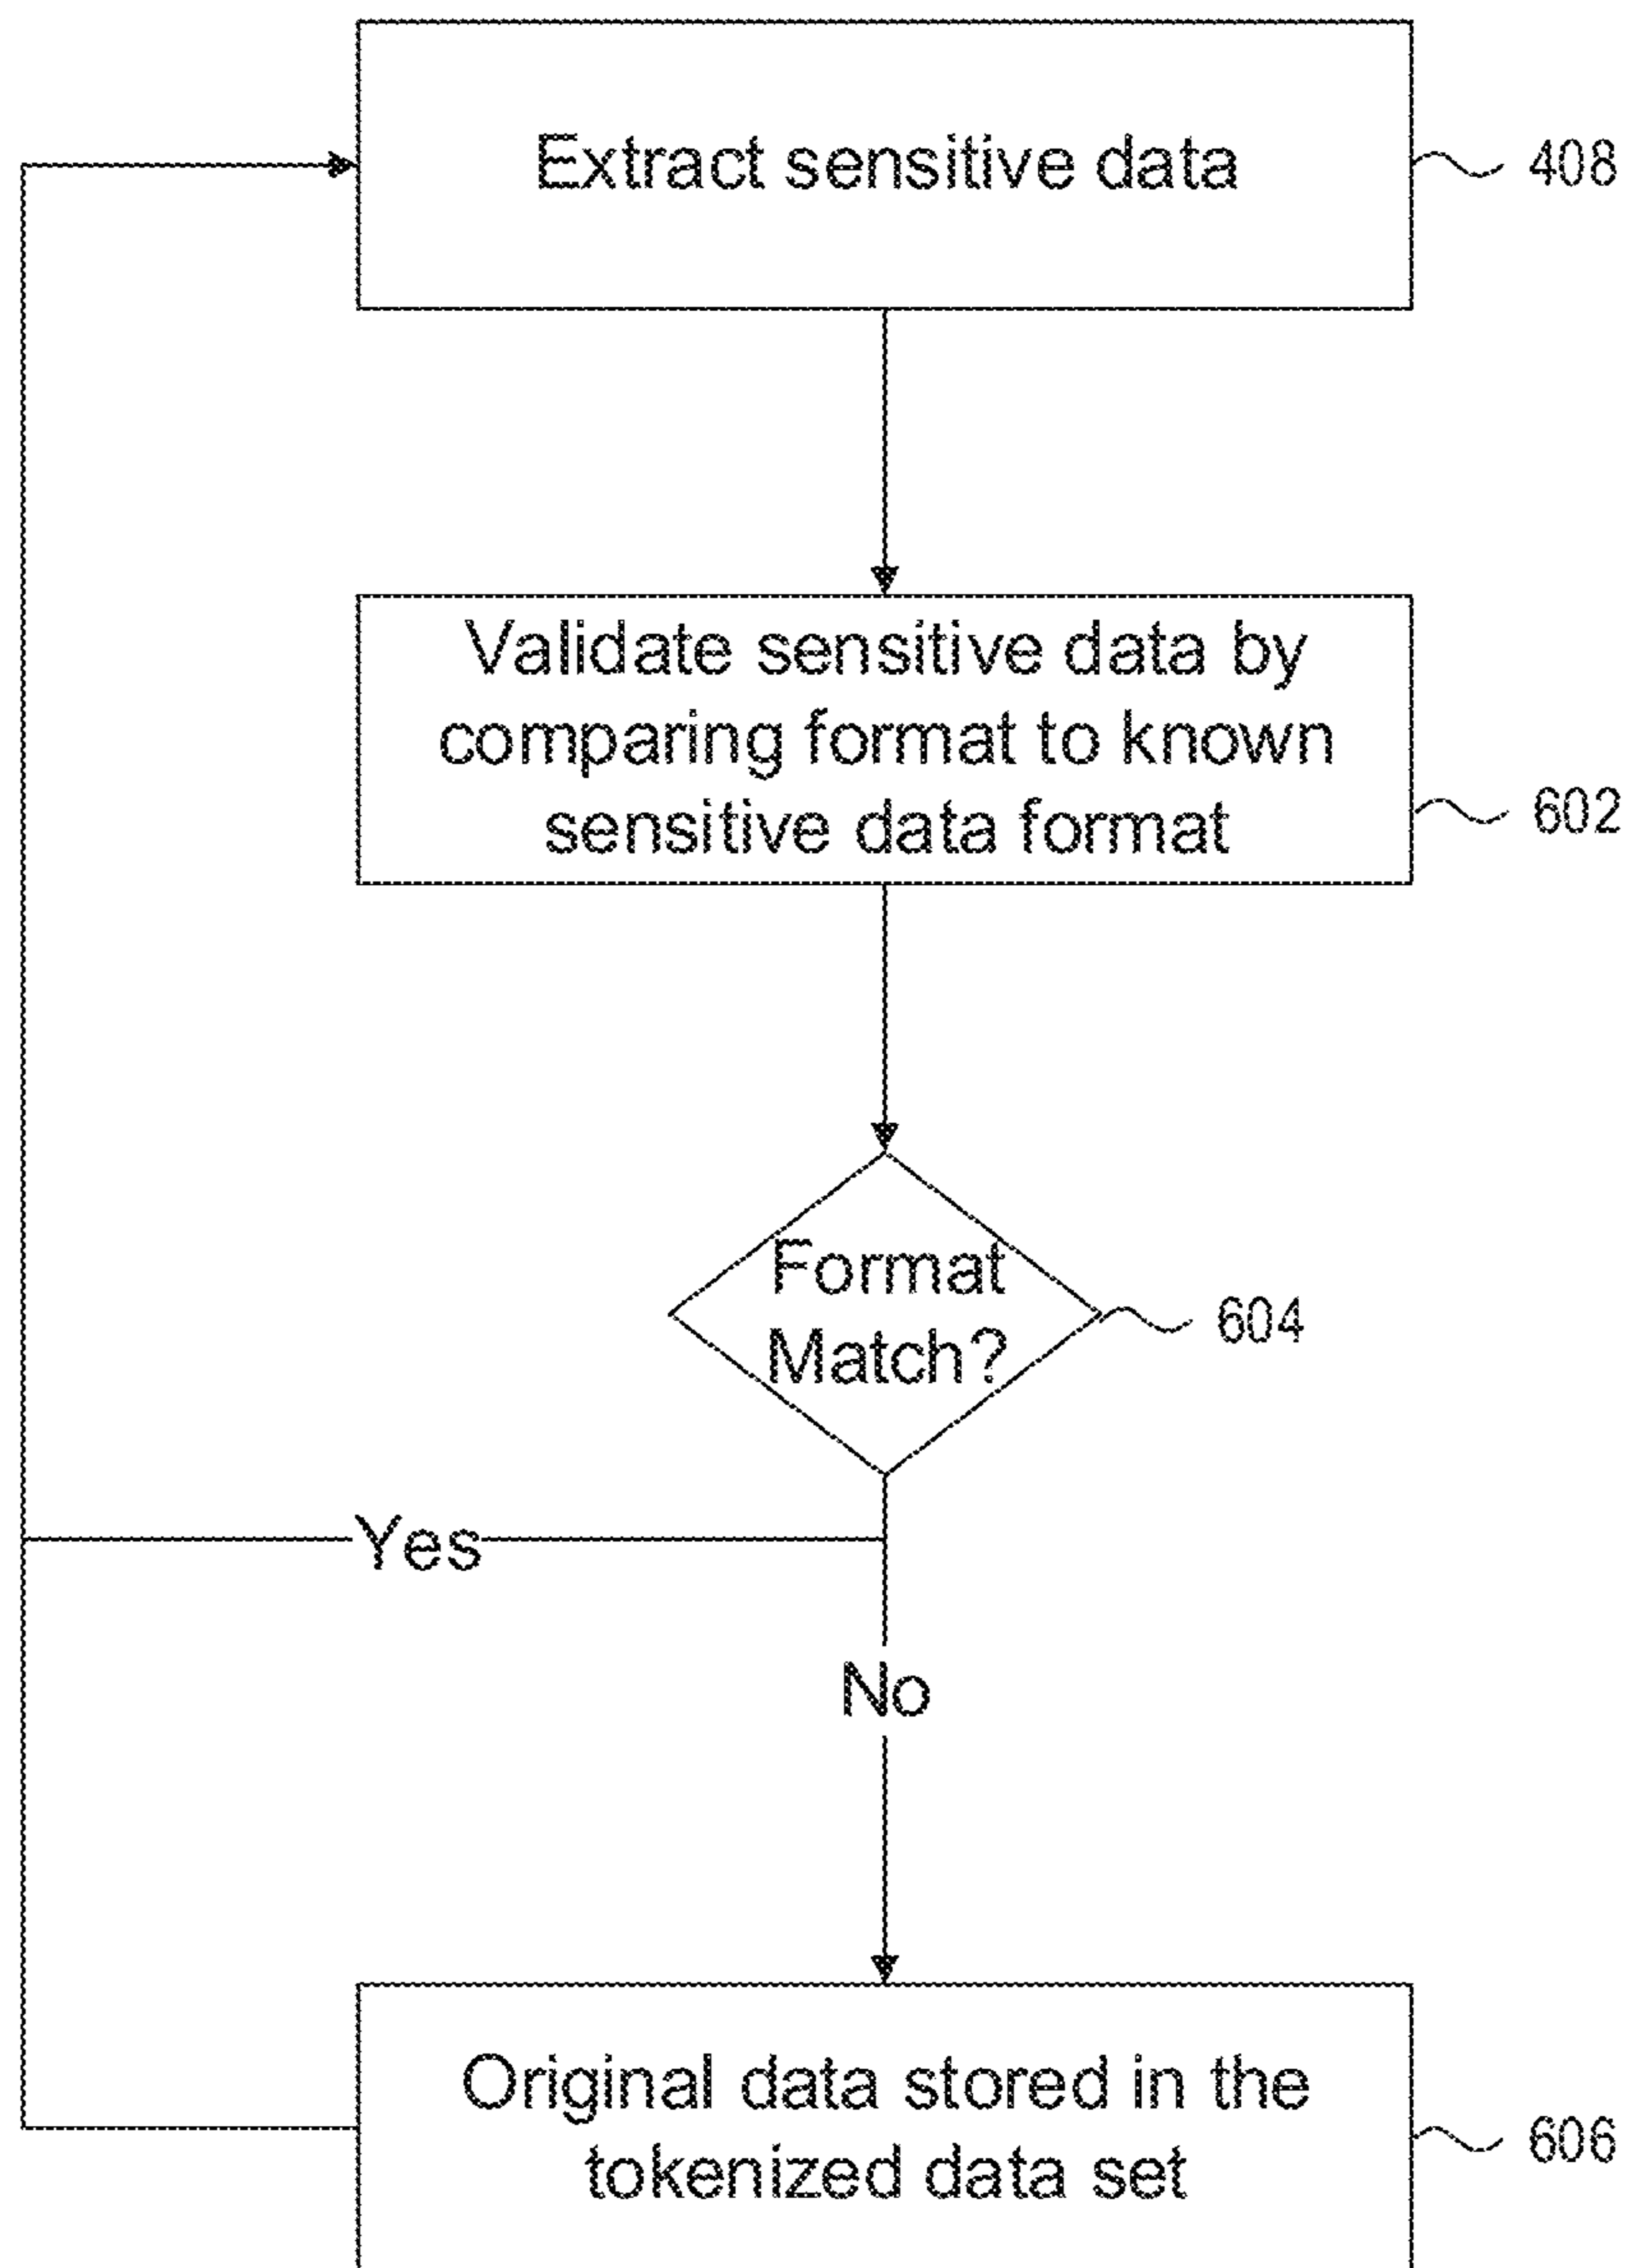 Extract sensitive data
408
Validate sensitive data by
comparing format to known
sensitive data format
602
Format
Match?
604
Yes
No
Original data stored in the
tokenized data set
606